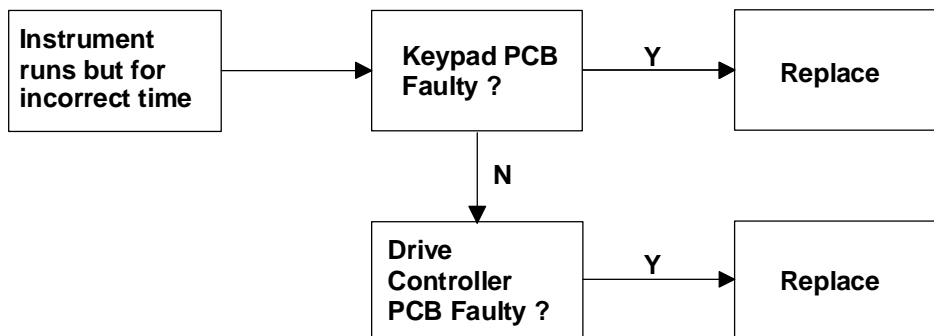 Instrument
runs but for
incorrect time
Keypad PCB
Faulty ?
Y
Replace
N
Drive
Controller
PCB Faulty ?
Y
Replace